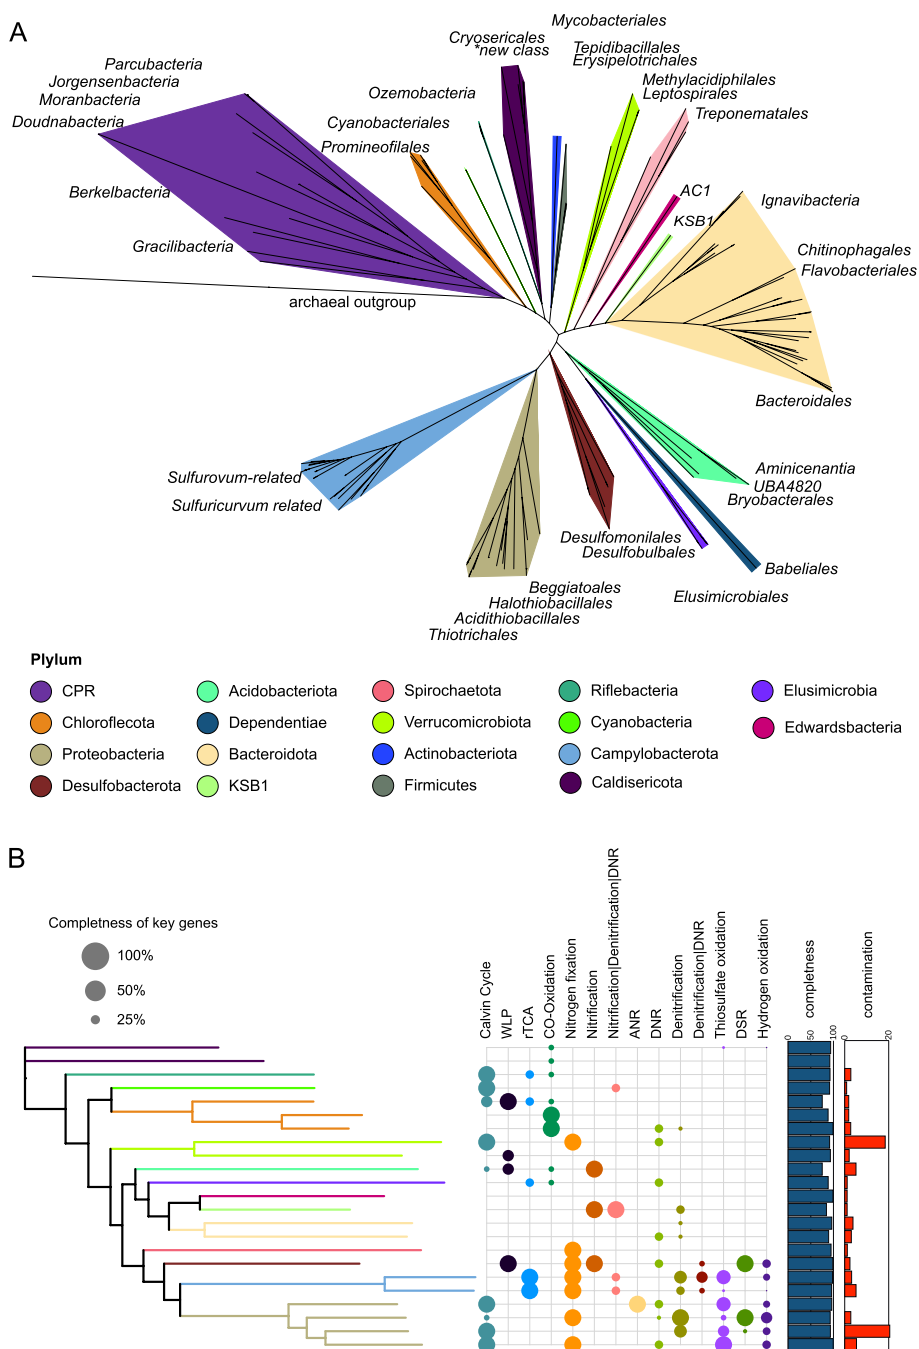 A
Mycobacteriales
Cryosericales
*new class
Tepidibacillales
Erysipelotrichales
Parcubacteria
Jorgensenbacteria
Moranbacteria
Doudnabacteria
Ozemobacteria
Methylacidiphilales
Leptospirales
Treponematales
Cyanobacteriales
Promineofilales
Berkelbacteria
AC1
Ignavibacteria
KSB1
Gracilibacteria
Chitinophagales
Flavobacteriales
archaeal outgroup
Bacteroidales
Sulfurovum-related
Sulfuricurvum related
Aminicenantia
UBA4820
Bryobacterales
Desulfomonilales
Desulfobulbales
Babeliales
Elusimicrobiales
Beggiatoales
Halothiobacillales
Acidithiobacillales
Thiotrichales
Plylum
CPR
Acidobacteriota
Spirochaetota
Riflebacteria
Elusimicrobia
Chloroflecota
Dependentiae
Verrucomicrobiota
Cyanobacteria
Edwardsbacteria
Proteobacteria
Bacteroidota
Actinobacteriota
Campylobacterota
Desulfobacterota
KSB1
Firmicutes
Caldisericota
B
Completness of key genes
100%
50%
25%
Calvin Cycle
WLP
rTCA
CO-Oxidation
Nitrogen fixation
Nitrification
Nitrification|Denitrification|DNR
ANR
DNR
Denitrification
Denitrification|DNR
Thiosulfate oxidation
DSR
Hydrogen oxidation
completness
contamination
0
50
100
0
20